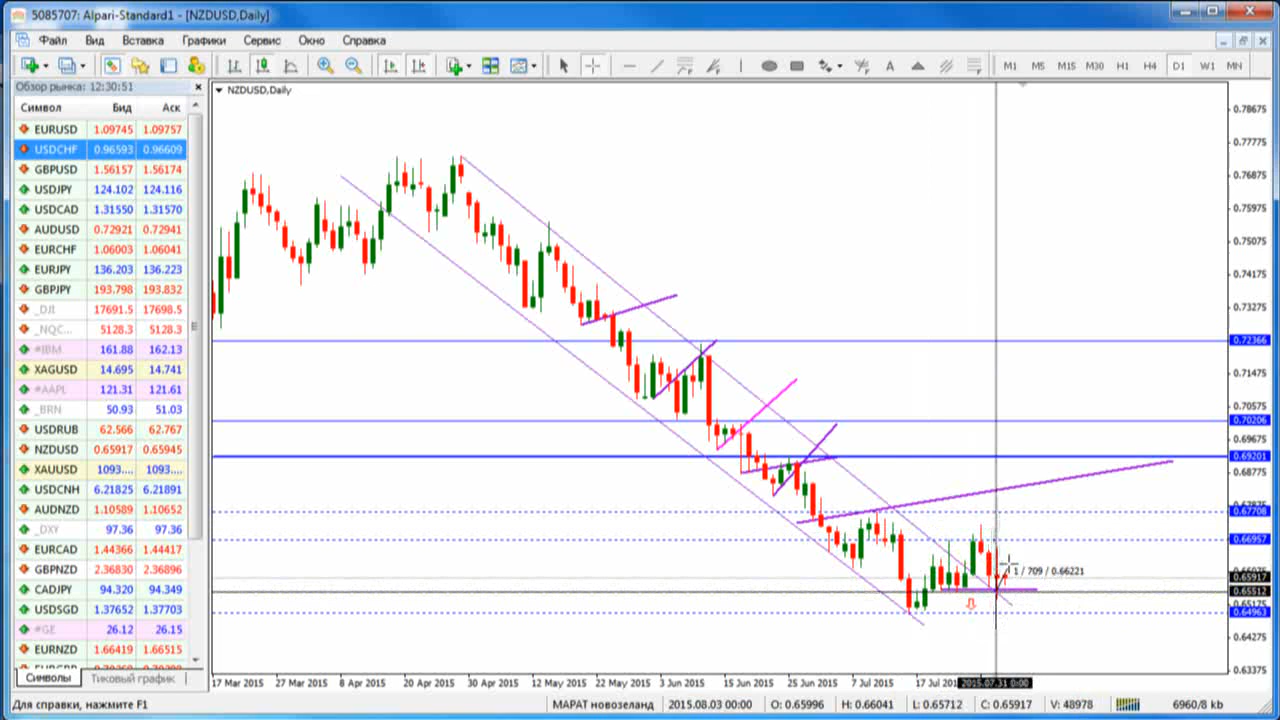 5085707: Alpari-Standard1 - [NZDUSD,Daily]
Файл Вид Вставка Графики Сервис Окно Справка
M1 M5 M15 M30 H1 H4 D1 W1 MN
Обзор рынка: 12:30:51
Символ Бид Аск
EURUSD 1.09745 1.09757
USDCHF 0.96593 0.96609
GBPUSD 1.56157 1.56174
USDJPY 124.102 124.116
USDCAD 1.31550 1.31570
AUDUSD 0.72921 0.72941
EURCHF 1.06003 1.06041
EURJPY 136.203 136.223
GBPJPY 193.798 193.832
_DJI 17691.5 17698.5
_NQC... 5128.3 5128.3
#IBM 161.88 162.13
XAGUSD 14.695 14.741
#AAPL 121.31 121.61
_BRN 50.93 51.03
USDRUB 62.566 62.767
NZDUSD 0.65917 0.65945
XAUUSD 1093.... 1093....
USDCNH 6.21825 6.21891
AUDNZD 1.10589 1.10652
_DXY 97.36 97.36
EURCAD 1.44366 1.44417
GBPNZD 2.36830 2.36896
CADJPY 94.320 94.349
USDSGD 1.37652 1.37703
#GE 26.12 26.15
EURNZD 1.66419 1.66515
Символы Тиковый график
NZDUSD,Daily
0.78675
0.77775
0.76875
0.75975
0.75075
0.74175
0.73275
0.72366
0.71475
0.70575
0.70206
0.69675
0.69201
0.68775
0.67708
0.66957
1 / 709 / 0.66221
0.65917
0.65512
0.65175
0.64963
0.64275
0.63375
17 Mar 2015 27 Mar 2015 8 Apr 2015 20 Apr 2015 30 Apr 2015 12 May 2015 22 May 2015 3 Jun 2015 15 Jun 2015 25 Jun 2015 7 Jul 2015 17 Jul 2015.07.31 0:00
Для справки, нажмите F1 МАРАТ новозеланд 2015.08.03 00:00 O: 0.65996 H: 0.66041 L: 0.65712 C: 0.65917 V: 48978 6960/8 kb